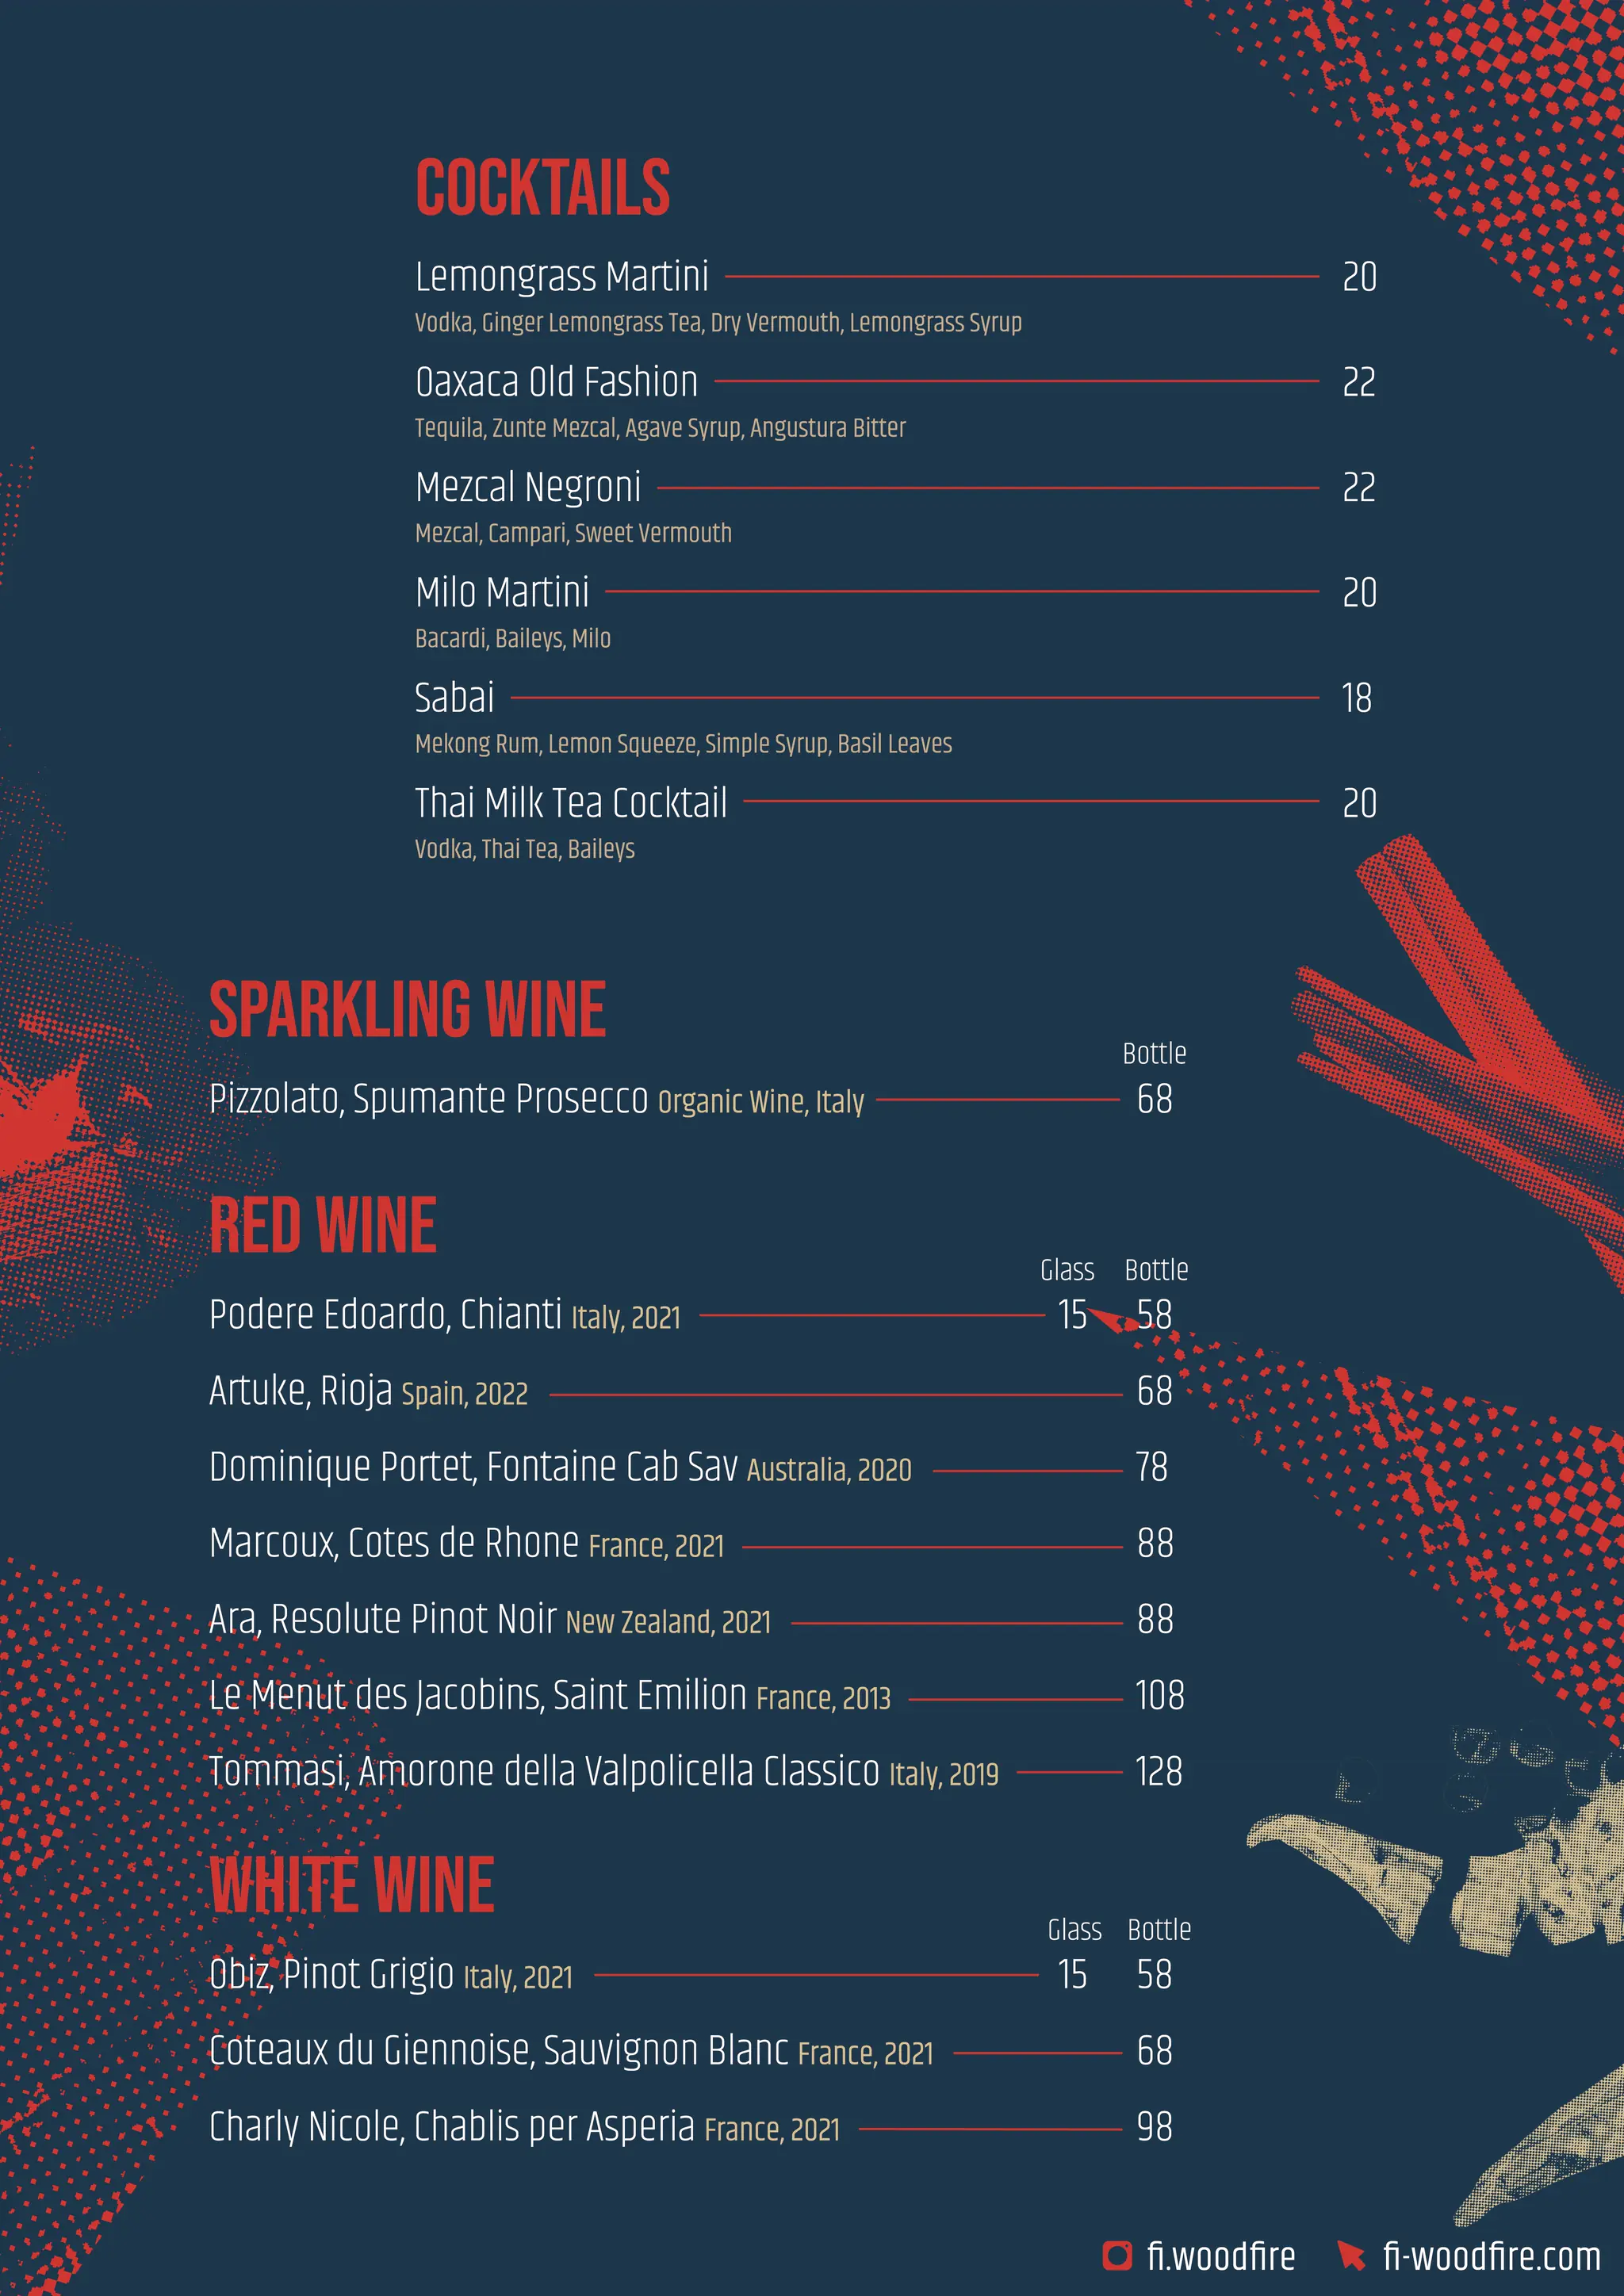 COCKTAILS
Lemongrass Martini 20
Vodka, Ginger Lemongrass Tea, Dry Vermouth, Lemongrass Syrup
Oaxaca Old Fashion 22
Tequila, Zunte Mezcal, Agave Syrup, Angustura Bitter
Mezcal Negroni 22
Mezcal, Campari, Sweet Vermouth
Milo Martini 20
Bacardi, Baileys, Milo
Sabai 18
Mekong Rum, Lemon Squeeze, Simple Syrup, Basil Leaves
Thai Milk Tea Cocktail 20
Vodka, Thai Tea, Baileys
SPARKLING WINE
Bottle
Pizzolato, Spumante Prosecco Organic Wine, Italy 68
RED WINE
Glass Bottle
Podere Edoardo, Chianti Italy, 2021 15 58
Artuke, Rioja Spain, 2022 68
Dominique Portet, Fontaine Cab Sav Australia, 2020 78
Marcoux, Cotes de Rhone France, 2021 88
Ara, Resolute Pinot Noir New Zealand, 2021 88
Le Menut des Jacobins, Saint Emilion France, 2013 108
Tommasi, Amorone della Valpolicella Classico Italy, 2019 128
WHITE WINE
Glass Bottle
Obiz, Pinot Grigio Italy, 2021 15 58
Coteaux du Giennoise, Sauvignon Blanc France, 2021 68
Charly Nicole, Chablis per Asperia France, 2021 98
fi.woodfire fi-woodfire.com